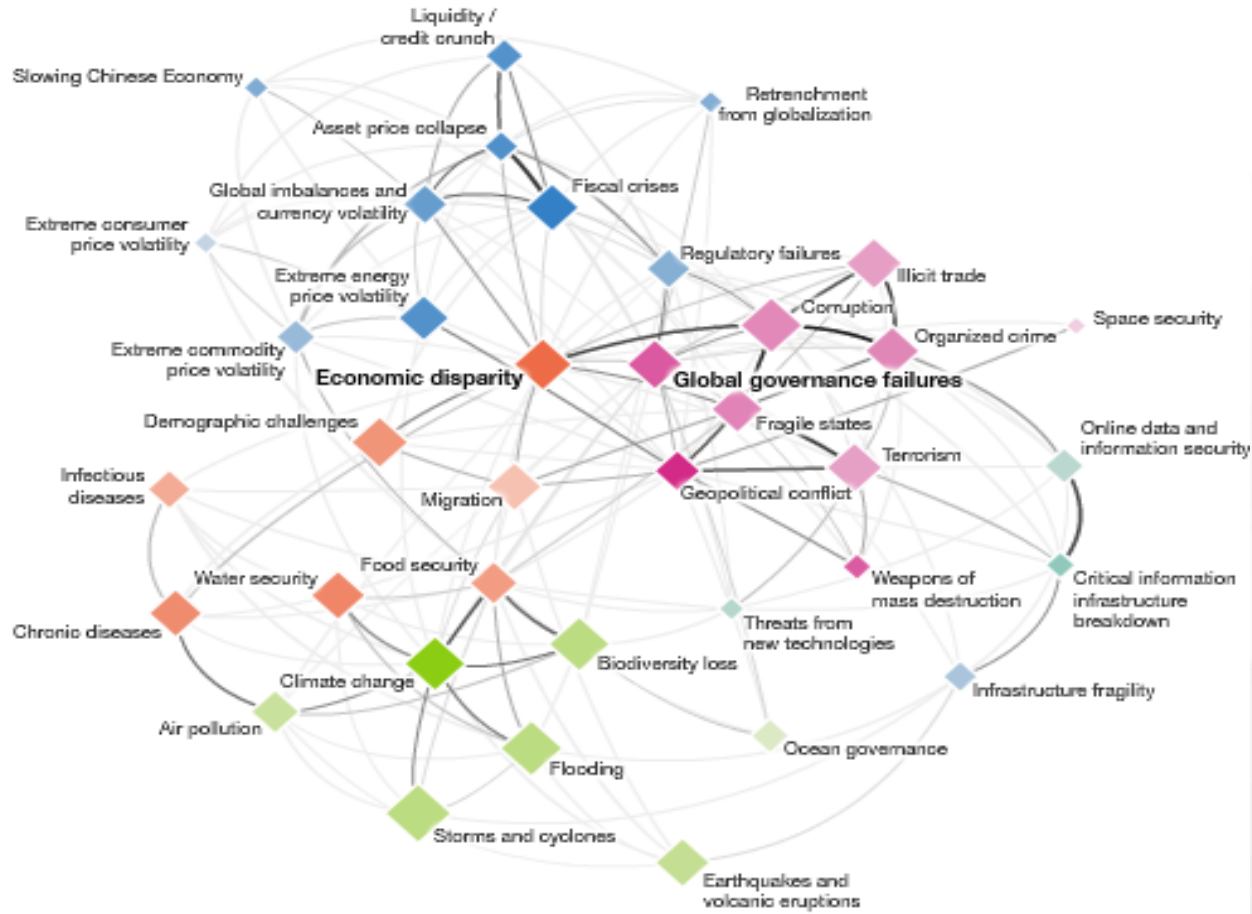 Liquidity /
credit crunch
Slowing Chinese Economy
Retrenchment
from globalization
Asset price collapse
Fiscal crises
Global imbalances and
currency volatility
Extreme consumer
price volatility
Regulatory failures
Illicit trade
Extreme energy
price volatility
Corruption
Space security
Organized crime
Extreme commodity
price volatility
Economic disparity
Global governance failures
Demographic challenges
Fragile states
Online data and
information security
Terrorism
Infectious
diseases
Migration
Geopolitical conflict
Food security
Water security
Weapons of
mass destruction
Critical information
infrastructure
breakdown
Chronic diseases
Threats from
new technologies
Biodiversity loss
Climate change
Infrastructure fragility
Air pollution
Ocean governance
Flooding
Storms and cyclones
Earthquakes and
volcanic eruptions